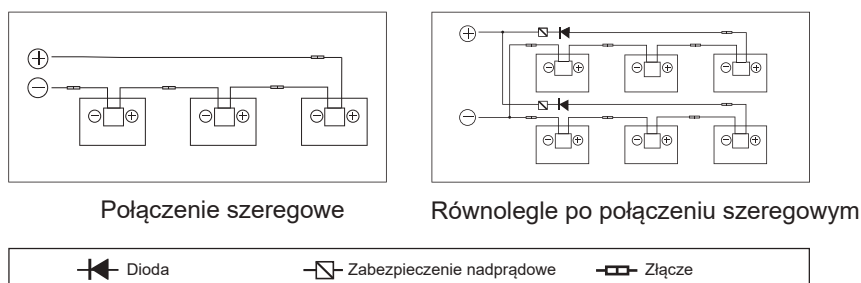 Połączenie szeregowe
Równolegle po połączeniu szeregowym
Dioda
Zabezpieczenie nadprądowe
Złącze